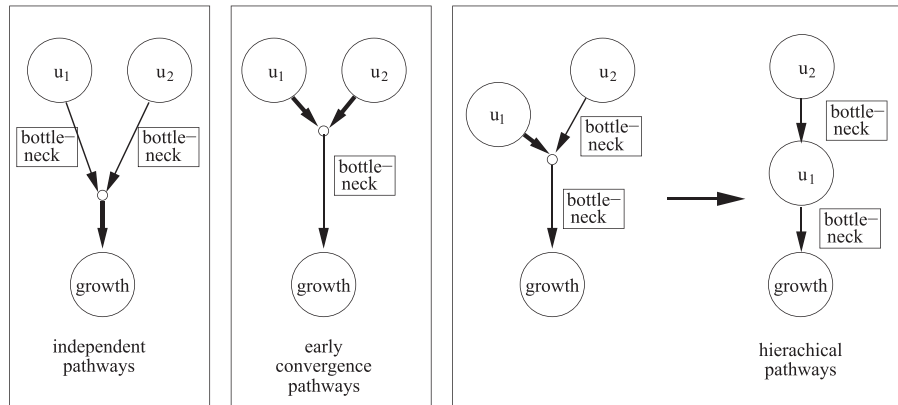 u1
u2
bottle−
neck
bottle−
neck
growth
independent
pathways
u1
u2
bottle−
neck
growth
early
convergence
pathways
u1
u2
bottle−
neck
bottle−
neck
growth
u2
bottle−
neck
u1
bottle−
neck
growth
hierachical
pathways